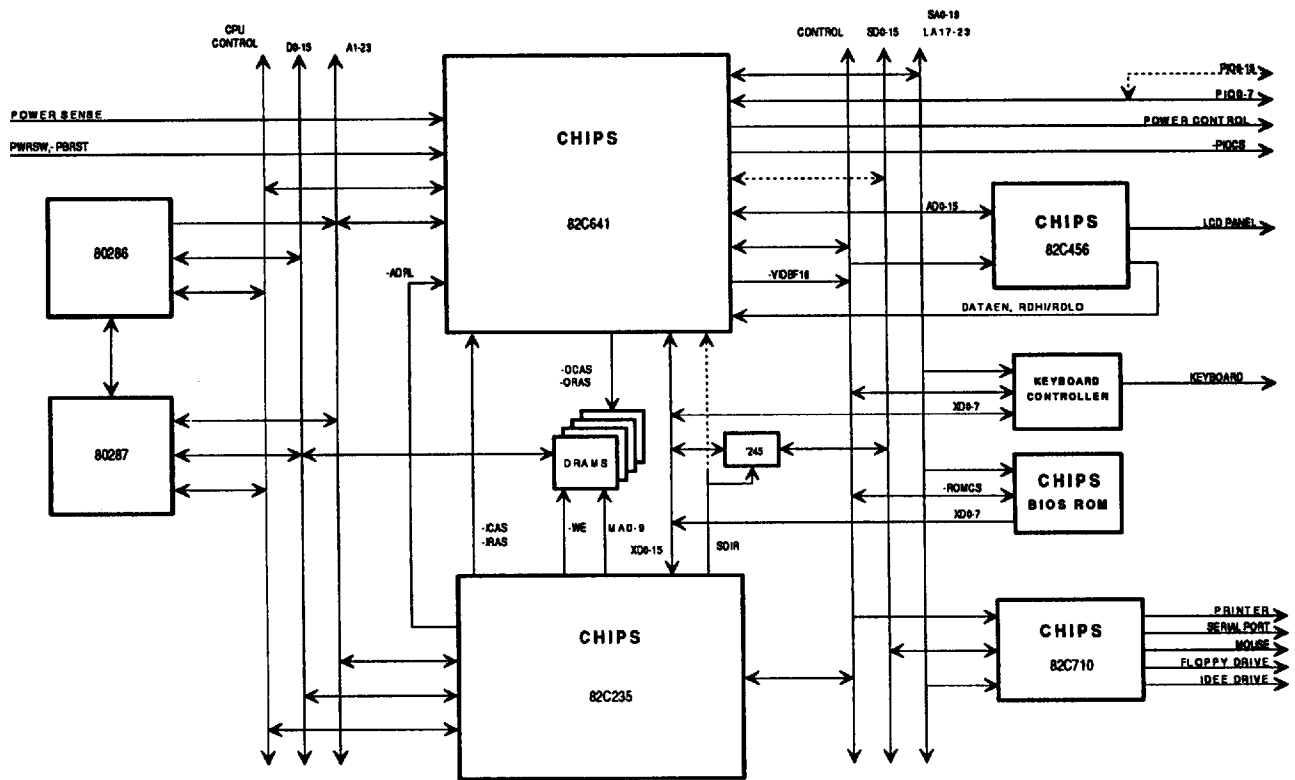 CPU
CONTROL
D0-15
A1-23
CONTROL
SD0-15
SA0-19
LA17-23
POWER SENSE
PWRSW,-PBRST
CHIPS
82C641
PIO8-15
PIO0-7
POWER CONTROL
-PIOCS
80286
-ADRL
AD0-15
CHIPS
82C456
LCD PANEL
-VIDBF16
DATAEN, RDHI/RDLO
80287
-OCAS
-ORAS
DRAMS
'245
KEYBOARD
CONTROLLER
KEYBOARD
XD0-7
CHIPS
BIOS ROM
-ROMCS
XD0-7
-ICAS
-IRAS
-WE
MA0-9
XD0-15
SDIR
CHIPS
82C235
CHIPS
82C710
PRINTER
SERIAL PORT
MOUSE
FLOPPY DRIVE
IDEE DRIVE